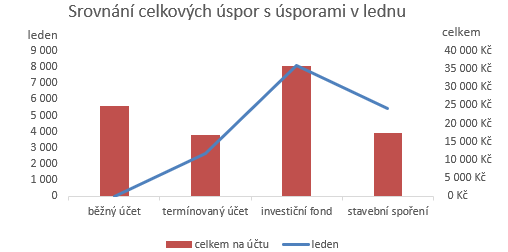 Srovnání celkových úspor s úsporami v lednu
leden
celkem
9 000
8 000
7 000
6 000
5 000
4 000
3 000
2 000
1 000
0
40 000 Kč
35 000 Kč
30 000 Kč
25 000 Kč
20 000 Kč
15 000 Kč
10 000 Kč
5 000 Kč
0 Kč
běžný účet
termínovaný účet
investiční fond
stavební spoření
celkem na účtu
leden